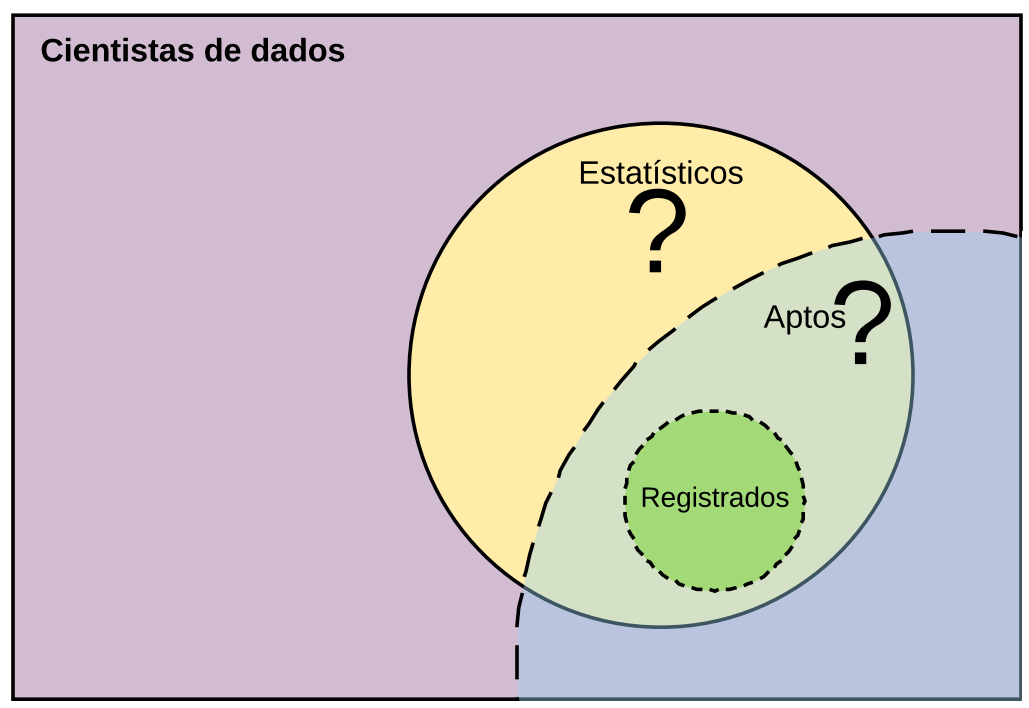 Cientistas de dados
Estatísticos
?
Aptos?
Registrados